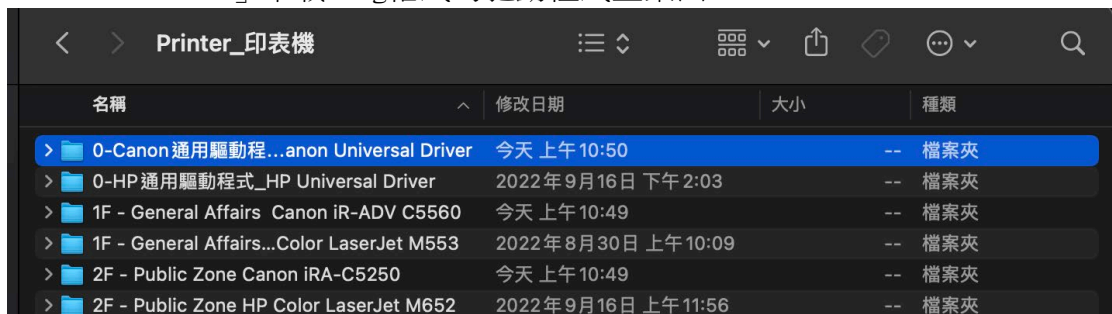 Printer_印表機
名稱 修改日期 大小 種類
0-Canon通用驅動程...anon Universal Driver 今天 上午10:50 -- 檔案夾
0-HP通用驅動程式_HP Universal Driver 2022年9月16日 下午2:03 -- 檔案夾
1F - General Affairs Canon iR-ADV C5560 今天 上午10:49 -- 檔案夾
1F - General Affairs...Color LaserJet M553 2022年8月30日 上午10:09 -- 檔案夾
2F - Public Zone Canon iRA-C5250 今天 上午10:49 -- 檔案夾
2F - Public Zone HP Color LaserJet M652 2022年9月16日 上午11:56 -- 檔案夾